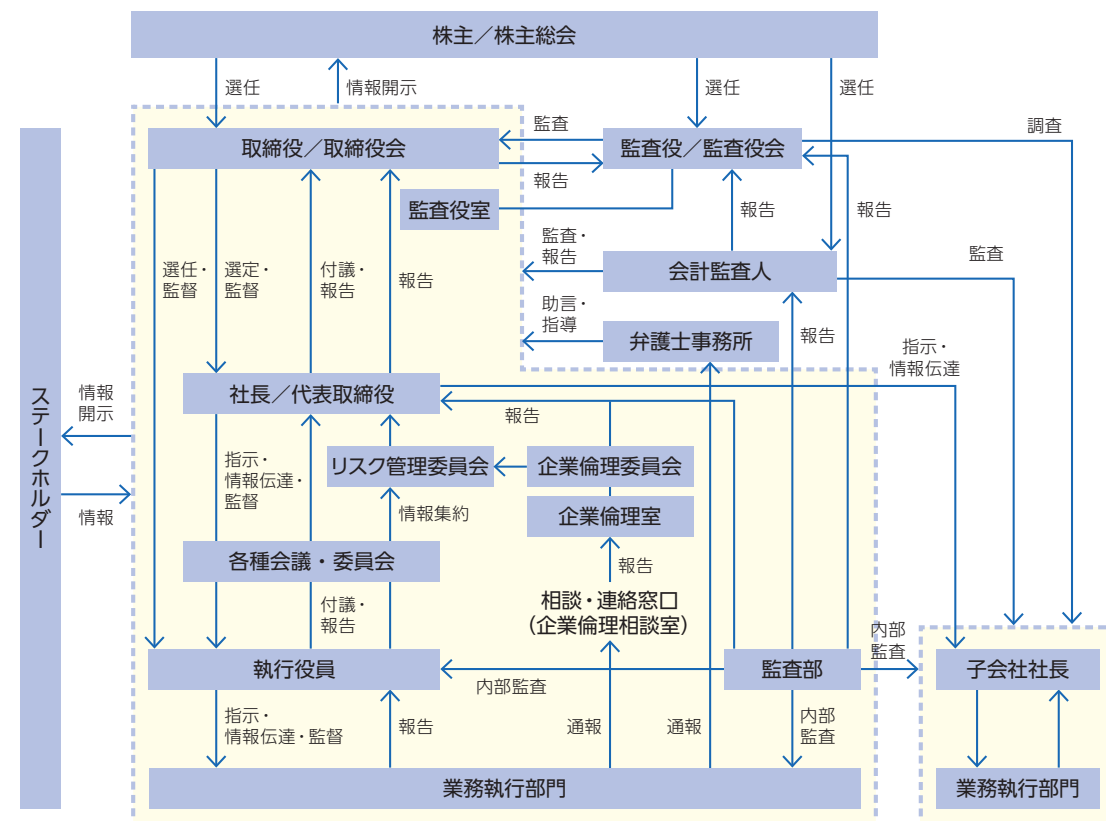 株主／株主総会
選任
情報開示
選任
選任
取締役／取締役会
監査
報告
監査役／監査役会
調査
監査役室
報告
報告
監査・
報告
会計監査人
監査
選任・
監督
選定・
監督
付議・
報告
報告
助言・
指導
弁護士事務所
報告
指示・
情報伝達
ステークホルダー
情報
開示
情報
社長／代表取締役
報告
指示・
情報伝達・
監督
リスク管理委員会
企業倫理委員会
情報集約
企業倫理室
各種会議・委員会
報告
付議・
報告
相談・連絡窓口
（企業倫理相談室）
内部
監査
執行役員
内部監査
監査部
子会社社長
指示・
情報伝達・監督
報告
通報
通報
内部
監査
業務執行部門
業務執行部門